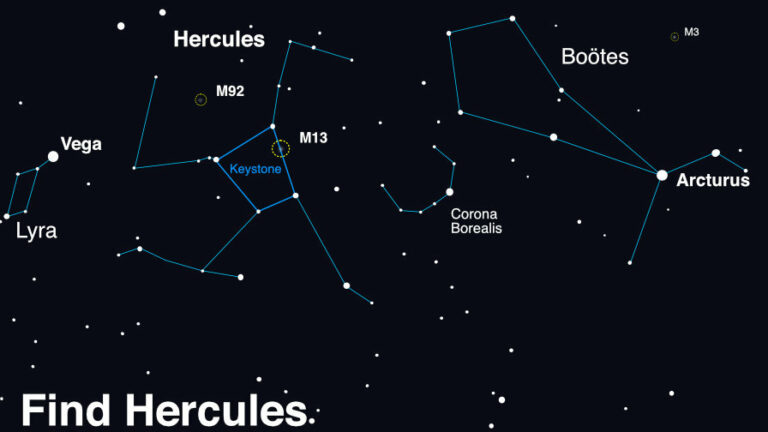 Hercules
M92
M13
Keystone
Vega
Lyra
Corona
Borealis
Boötes
M3
Arcturus
Find Hercules.